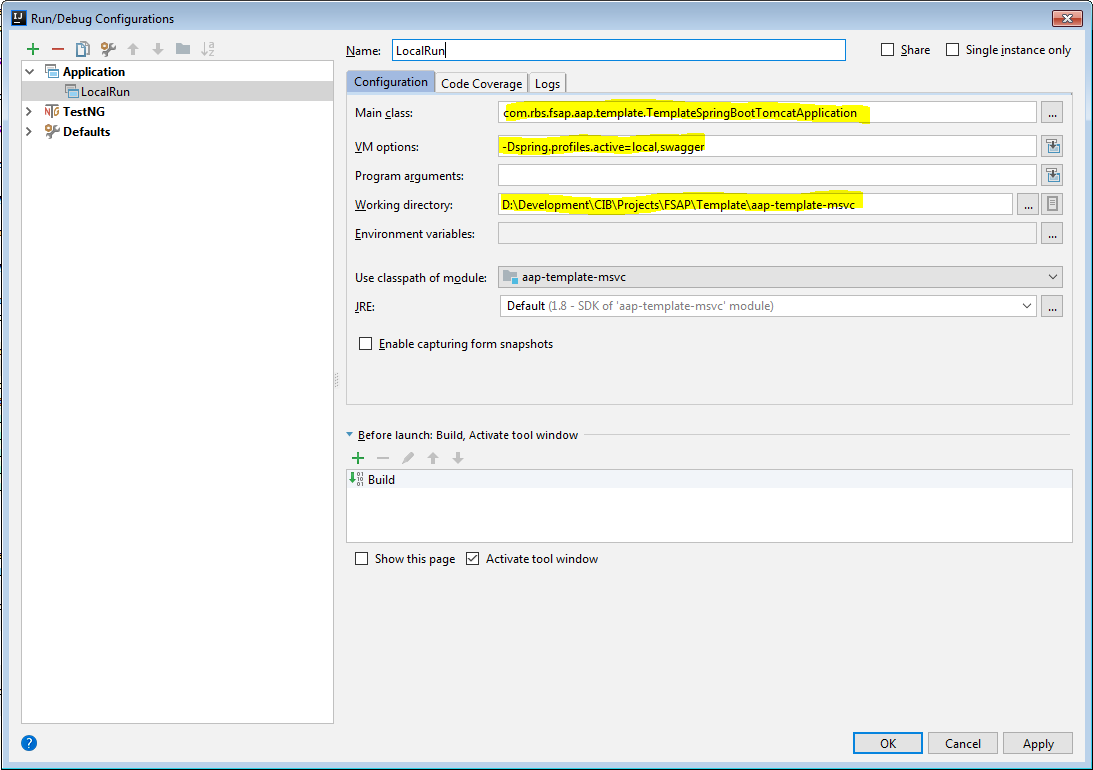 Run/Debug Configurations
Name: LocalRun
Share
Single instance only
Application
LocalRun
TestNG
Defaults
Configuration Code Coverage Logs
Main class: com.rbs.fsap.aap.template.TemplateSpringBootTomcatApplication ...
VM options: -Dspring.profiles.active=local,swagger
Program arguments:
Working directory: D:\Development\CIB\Projects\FSAP\Template\aap-template-msvc ...
Environment variables: ...
Use classpath of module: aap-template-msvc
JRE: Default (1.8 - SDK of 'aap-template-msvc' module) ...
Enable capturing form snapshots
Before launch: Build, Activate tool window
Build
Show this page Activate tool window
OK Cancel Apply